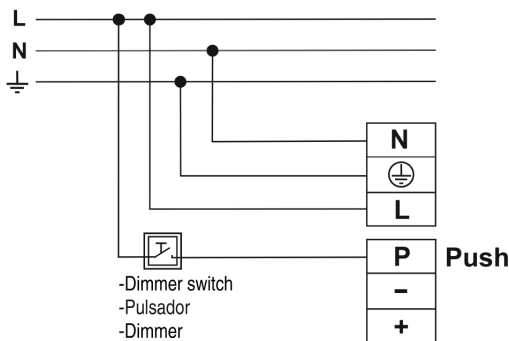 L
N
N
L
P Push
-
+
-Dimmer switch
-Pulsador
-Dimmer